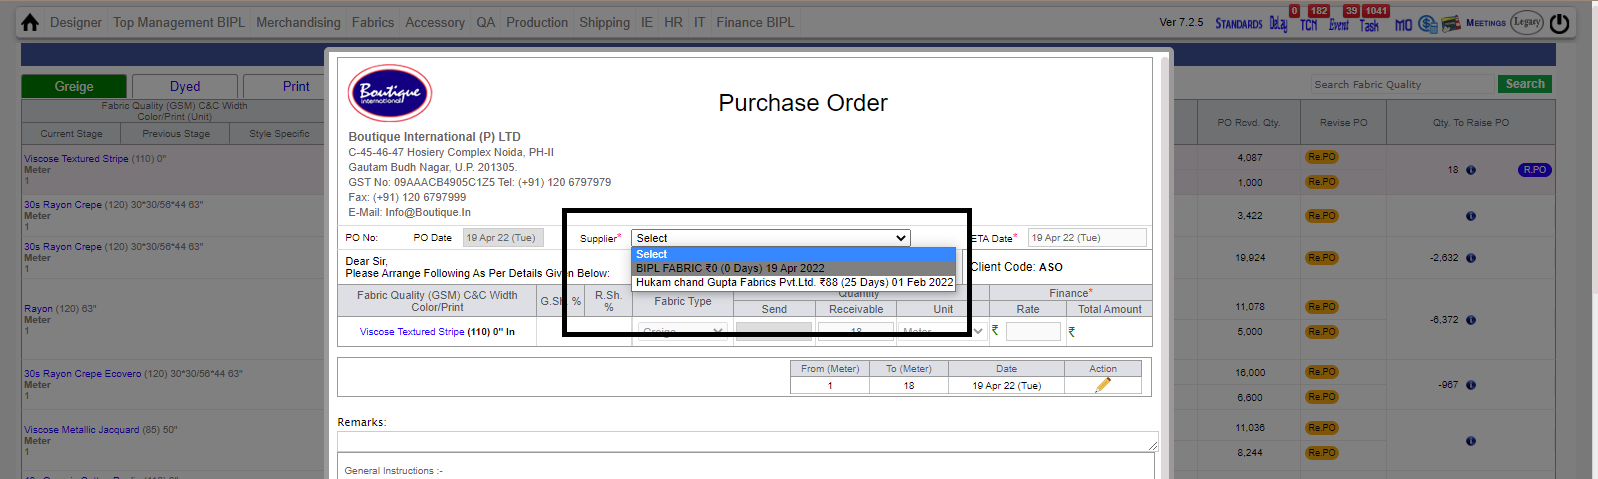 Designer Top Management BIPL Merchandising Fabrics Accessory QA Production Shipping IE HR IT Finance BIPL
Ver 7.2.5 STANDARDS Delay 0 TCN 182 Event 39 Task 1041 MO MEETINGS Legacy
Greige Dyed Print
Search Fabric Quality Search
Fabric Quality (GSM) C&C Width
Color/Print (Unit)
Current Stage Previous Stage Style Specific
PO Rcvd. Qty. Revise PO Qty. To Raise PO
Viscose Textured Stripe (110) 0"
Meter
1
4,087 Re.PO
1,000 Re.PO
18 R.PO
30s Rayon Crepe (120) 30*30/56*44 63"
Meter
1
3,422 Re.PO
30s Rayon Crepe (120) 30*30/56*44 63"
Meter
1
19,924 Re.PO -2,632
Rayon (120) 63"
Meter
1
11,078 Re.PO
5,000 Re.PO
-6,372
30s Rayon Crepe Ecovero (120) 30*30/56*44 63"
Meter
1
16,000 Re.PO
6,600 Re.PO
-967
Viscose Metallic Jacquard (85) 50"
Meter
1
11,036 Re.PO
8,244 Re.PO
Boutique
International
Purchase Order
Boutique International (P) LTD
C-45-46-47 Hosiery Complex Noida, PH-II
Gautam Budh Nagar, U.P. 201305.
GST No: 09AAACB4905C1Z5 Tel: (+91) 120 6797979
Fax: (+91) 120 6797999
E-Mail: Info@Boutique.In
PO No: PO Date 19 Apr 22 (Tue) Supplier* Select ETA Date* 19 Apr 22 (Tue)
Select
BIPL FABRIC ₹0 (0 Days) 19 Apr 2022
Hukam chand Gupta Fabrics Pvt.Ltd. ₹88 (25 Days) 01 Feb 2022
Dear Sir,
Please Arrange Following As Per Details Given Below:
Client Code: ASO
Fabric Quality (GSM) C&C Width
Color/Print
G.Sh. % R.Sh. % Fabric Type Quantity Finance*
Send Receivable Unit Rate Total Amount
Viscose Textured Stripe (110) 0" In Greige 18 Meter ₹ ₹
From (Meter) To (Meter) Date Action
1 18 19 Apr 22 (Tue)
Remarks:
General Instructions :-